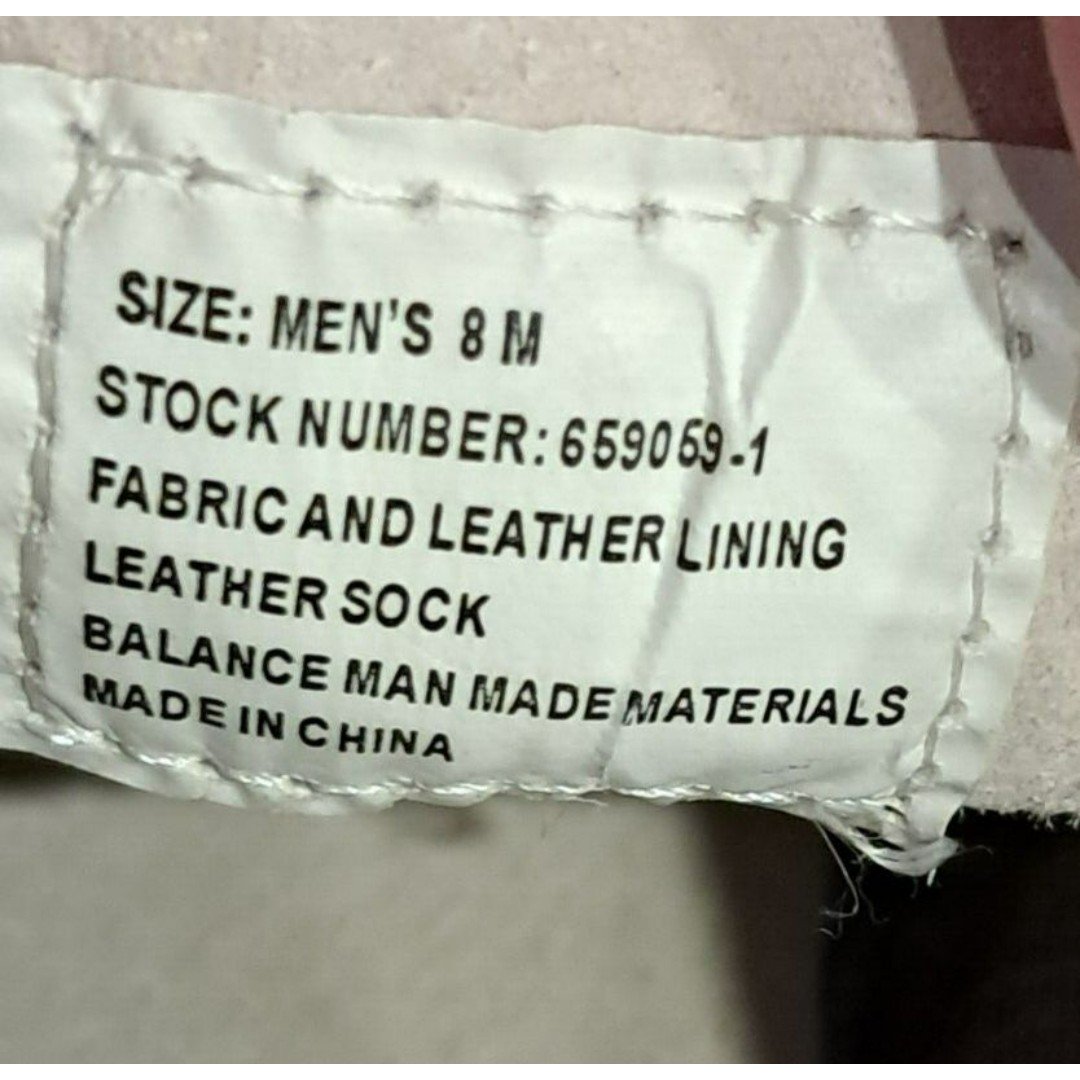 SIZE: MEN'S 8 M
STOCK NUMBER: 659059-1
FABRIC AND LEATHER LINING
LEATHER SOCK
BALANCE MAN MADE MATERIALS
MADE IN CHINA